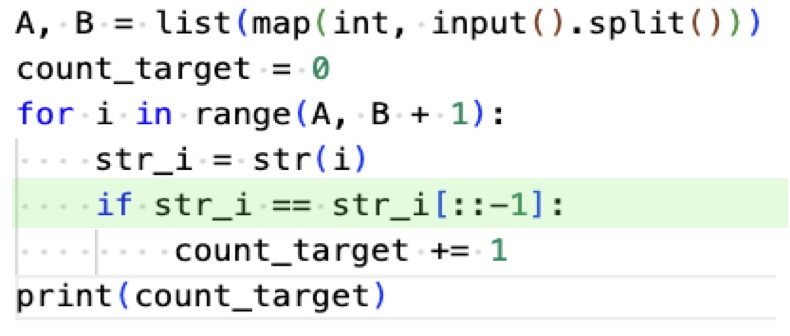 A, B = list(map(int, input().split()))
count_target = 0
for i in range(A, B + 1):
    str_i = str(i)
    if str_i == str_i[::-1]:
        count_target += 1
print(count_target)